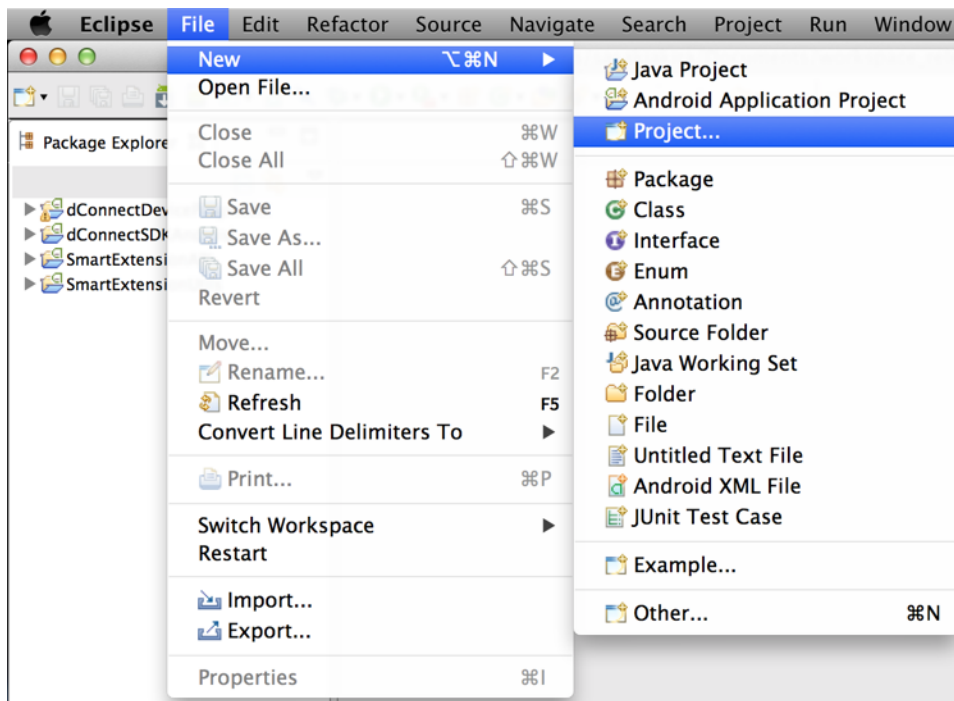 Eclipse File Edit Refactor Source Navigate Search Project Run Window
New ⌥⌘N
Open File...
Close ⌘W
Close All ⇧⌘W
Save ⌘S
Save As...
Save All ⇧⌘S
Revert
Move...
Rename... F2
Refresh F5
Convert Line Delimiters To
Print... ⌘P
Switch Workspace
Restart
Import...
Export...
Properties ⌘I
Java Project
Android Application Project
Project...
Package
Class
Interface
Enum
Annotation
Source Folder
Java Working Set
Folder
File
Untitled Text File
Android XML File
JUnit Test Case
Example...
Other... ⌘N
Package Explore
dConnectDev
dConnectSDK
SmartExtensi
SmartExtensi